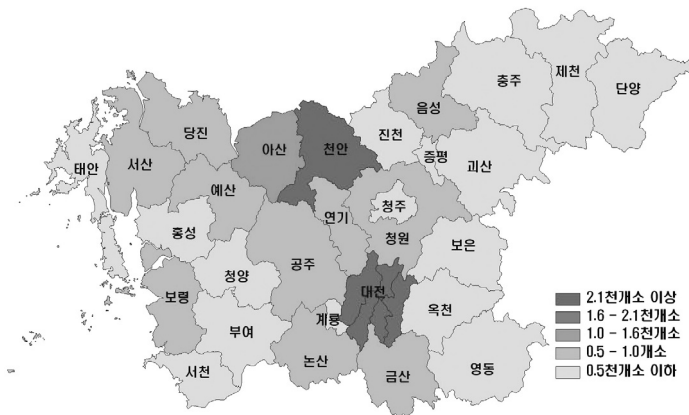 제천
충주
단양
음성
당진
진천
아산
천안
증평
태안
서산
괴산
예산
청주
연기
홍성
청원
보은
청양
공주
대전
보령
옥천
계룡
부여
논산
서천
금산
영동
2.1천개소 이상
1.6 - 2.1천개소
1.0 - 1.6천개소
0.5 - 1.0개소
0.5천개소 이하